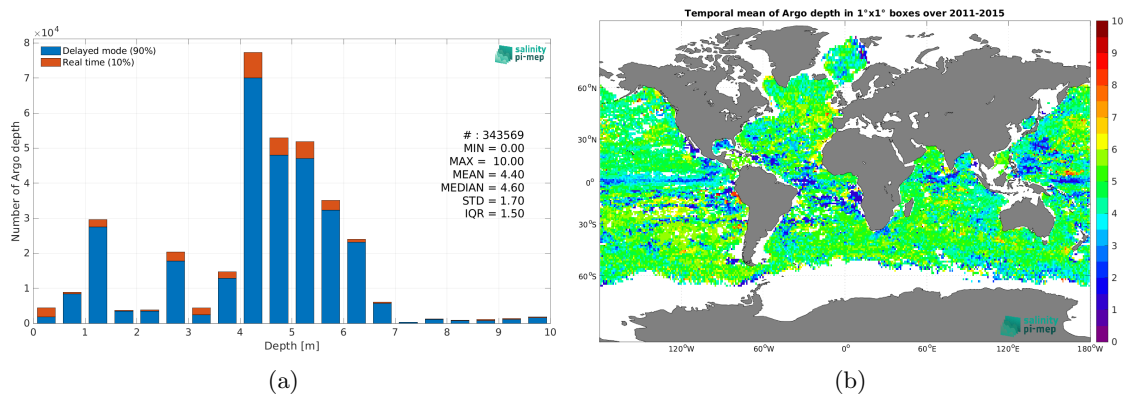 ×10⁴
8
7
6
5
4
3
2
1
0
Number of Argo depth
Delayed mode (90%)
Real time (10%)
salinity
pi-mep
# : 343569
MIN = 0.00
MAX = 10.00
MEAN = 4.40
MEDIAN = 4.60
STD = 1.70
IQR = 1.50
0 1 2 3 4 5 6 7 8 9 10
Depth [m]
(a)
Temporal mean of Argo depth in 1°x1° boxes over 2011-2015
60°N
30°N
0°
30°S
60°S
120°W 60°W 0° 60°E 120°E 180°W
salinity
pi-mep
10
9
8
7
6
5
4
3
2
1
0
(b)